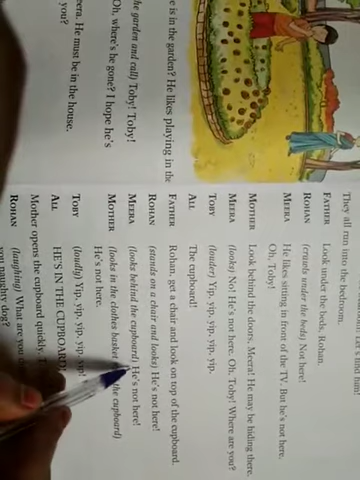 e is in the garden? He likes playing in the
the garden and call) Toby! Toby!
Oh, where's he gone? I hope he's
eera. He must be in the house.
you?
Let's find him!
They all run into the bedroom.
FATHER Look under the beds, Rohan.
ROHAN (crawls under the beds) Not here!
MEERA He likes sitting in front of the TV. But he's not here.
Oh, Toby!
MOTHER Look behind the doors, Meera! He may be hiding there.
MEERA (looks) No! He's not here. Oh, Toby! Where are you?
TOBY (louder) Yip, yip, yip, yip, yip.
ALL The cupboard!
FATHER Rohan, get a chair and look on top of the cupboard.
ROHAN (stands on a chair and looks) He's not here!
MEERA (looks behind the cupboard) He's not here!
MOTHER (looks in the clothes basket the cupboard)
He's not here.
TOBY (loudly) Yip, yip, yip, yip, yip!
ALL HE'S IN THE CUPBOARD!
Mother opens the cupboard quickly.
ROHAN (laughing) What are you
you naughty dog?